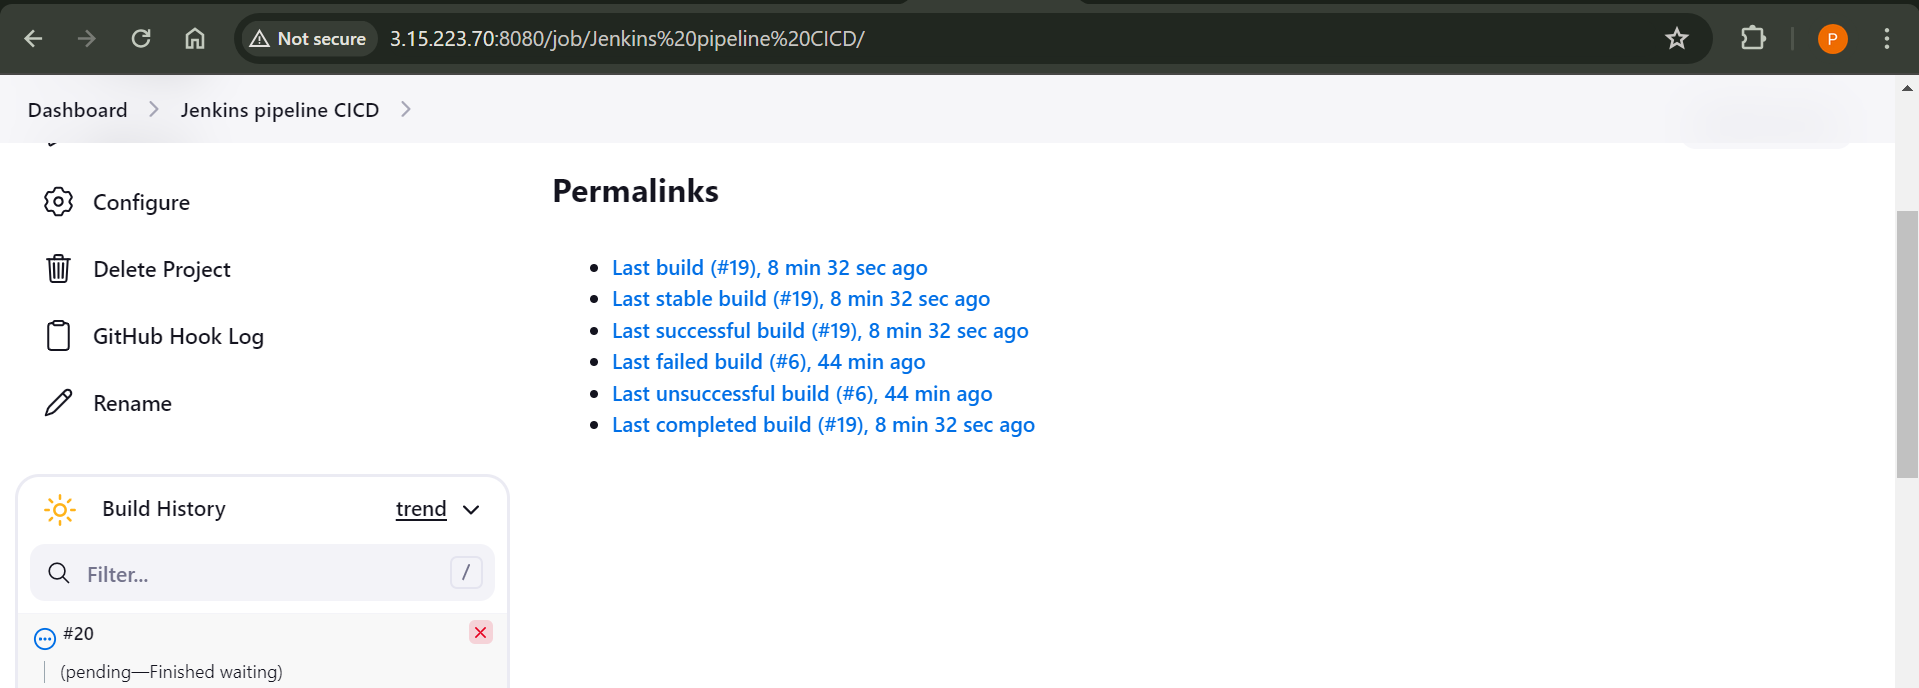 Not secure 3.15.223.70:8080/job/Jenkins%20pipeline%20CICD/ P
Dashboard Jenkins pipeline CICD
Configure
Delete Project
GitHub Hook Log
Rename
Permalinks
Last build (#19), 8 min 32 sec ago
Last stable build (#19), 8 min 32 sec ago
Last successful build (#19), 8 min 32 sec ago
Last failed build (#6), 44 min ago
Last unsuccessful build (#6), 44 min ago
Last completed build (#19), 8 min 32 sec ago
Build History trend
Filter... /
#20
(pending—Finished waiting)